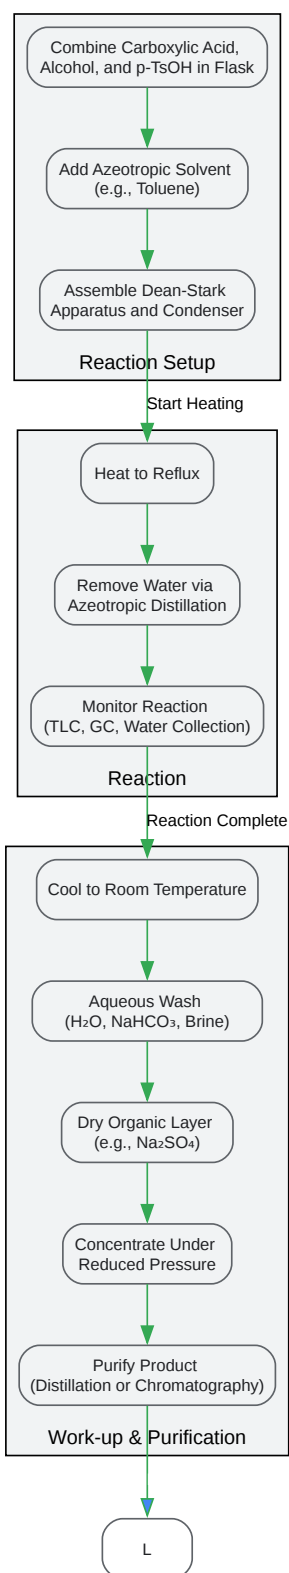 Combine Carboxylic Acid,
Alcohol, and p-TsOH in Flask
Add Azeotropic Solvent
(e.g., Toluene)
Assemble Dean-Stark
Apparatus and Condenser
Reaction Setup
Start Heating
Heat to Reflux
Remove Water via
Azeotropic Distillation
Monitor Reaction
(TLC, GC, Water Collection)
Reaction
Reaction Complete
Cool to Room Temperature
Aqueous Wash
(H₂O, NaHCO₃, Brine)
Dry Organic Layer
(e.g., Na₂SO₄)
Concentrate Under
Reduced Pressure
Purify Product
(Distillation or Chromatography)
Work-up & Purification
L